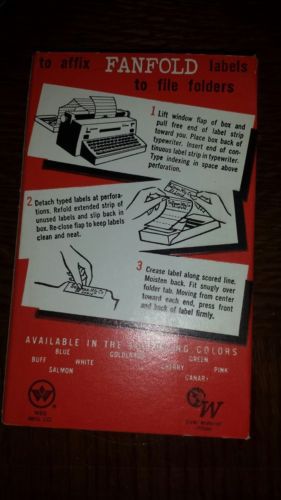 to affix FANFOLD labels
to file folders
1 Lift window flap of box and
pull free end of label strip
toward you. Place box back of
typewriter. Insert end of con-
tinuous label strip in typewriter.
Type indexing in space above
perforation.
2 Detach typed labels at perfora-
tions. Refold extended strip of
unused labels and slip back in
box. Re-close flap to keep labels
clean and neat.
3 Crease label along scored line.
Moisten back. Fit snugly over
folder tab. Moving from center
toward each end, press front
and back of label firmly.
AVAILABLE IN THE COLORS
BLUE GREEN
BUFF WHITE CHERRY PINK
SALMON CANARY
W
GW